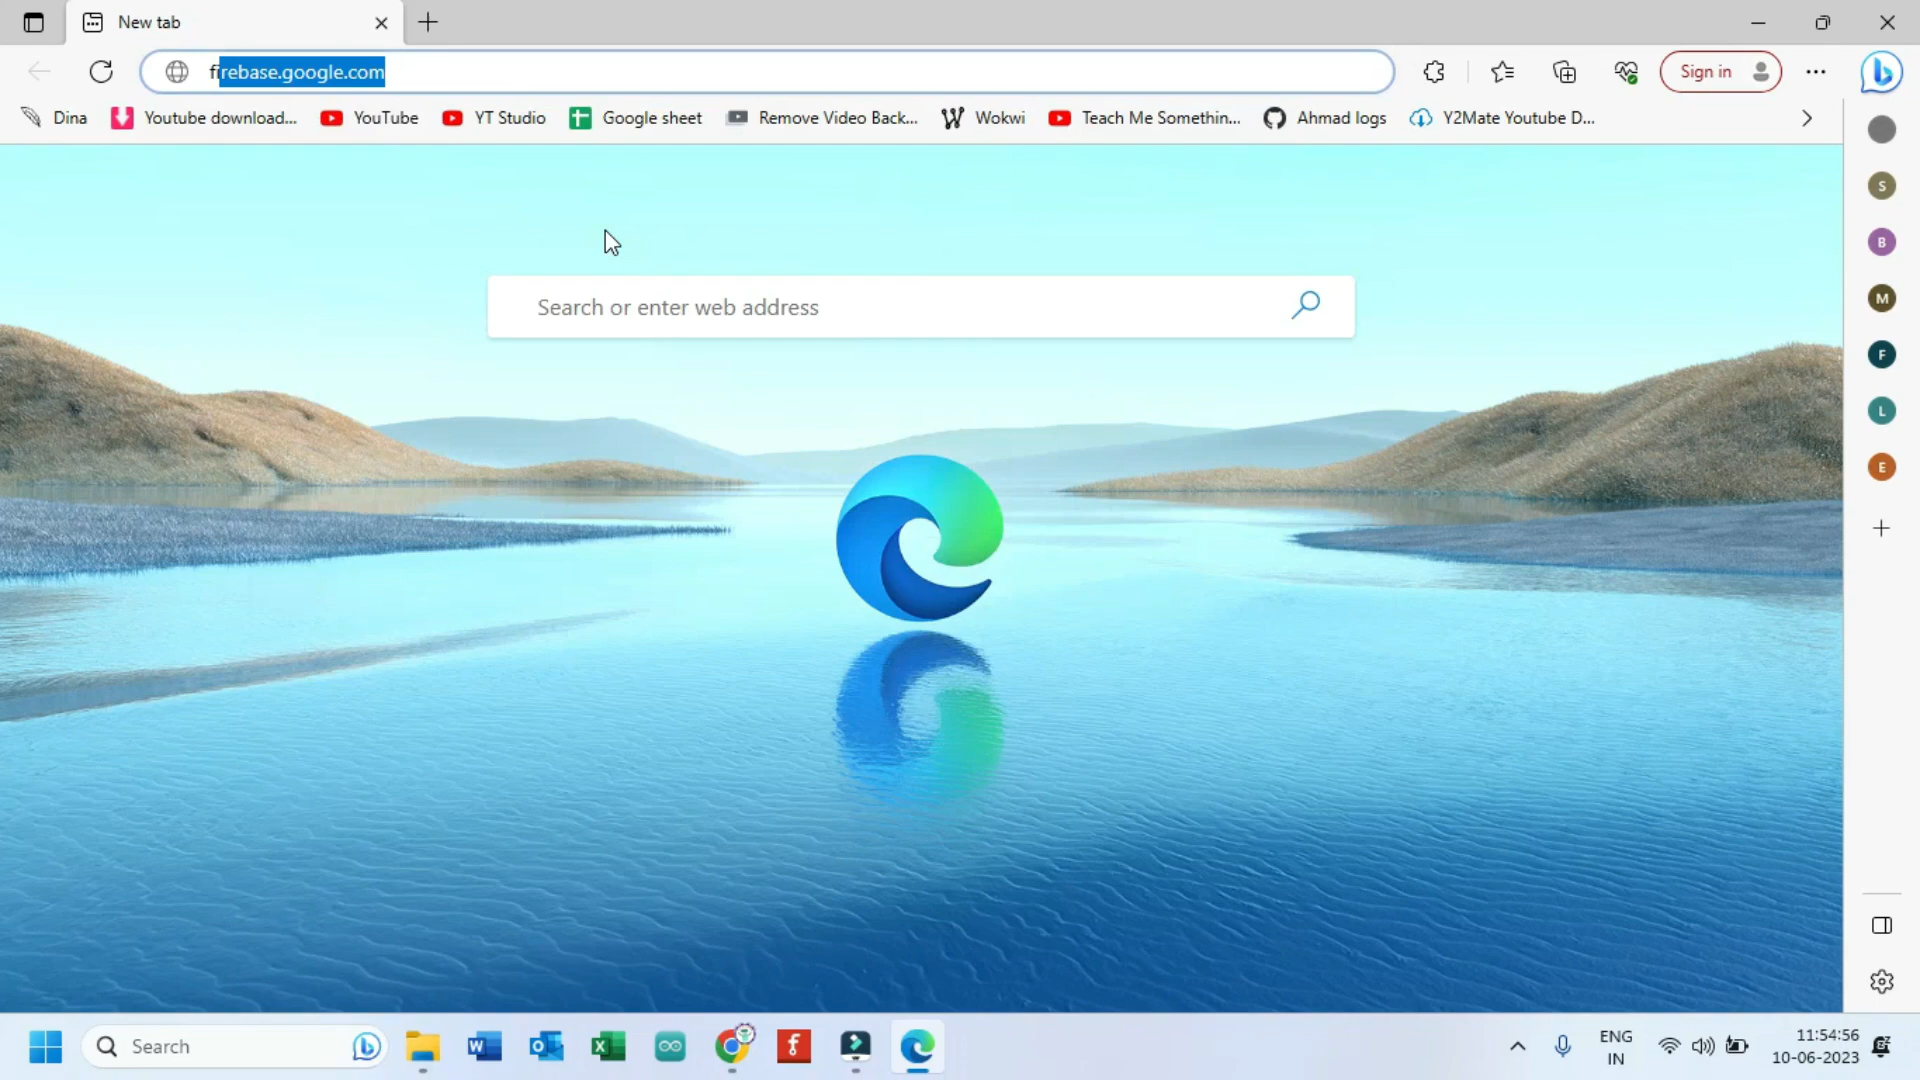 New tab
firebase.google.com
Sign in
Dina
Youtube download...
YouTube
YT Studio
Google sheet
Remove Video Back...
Wokwi
Teach Me Somethin...
Ahmad logs
Y2Mate Youtube D...
S
B
M
F
L
E
Search or enter web address
Search
ENG
IN
11:54:56
10-06-2023